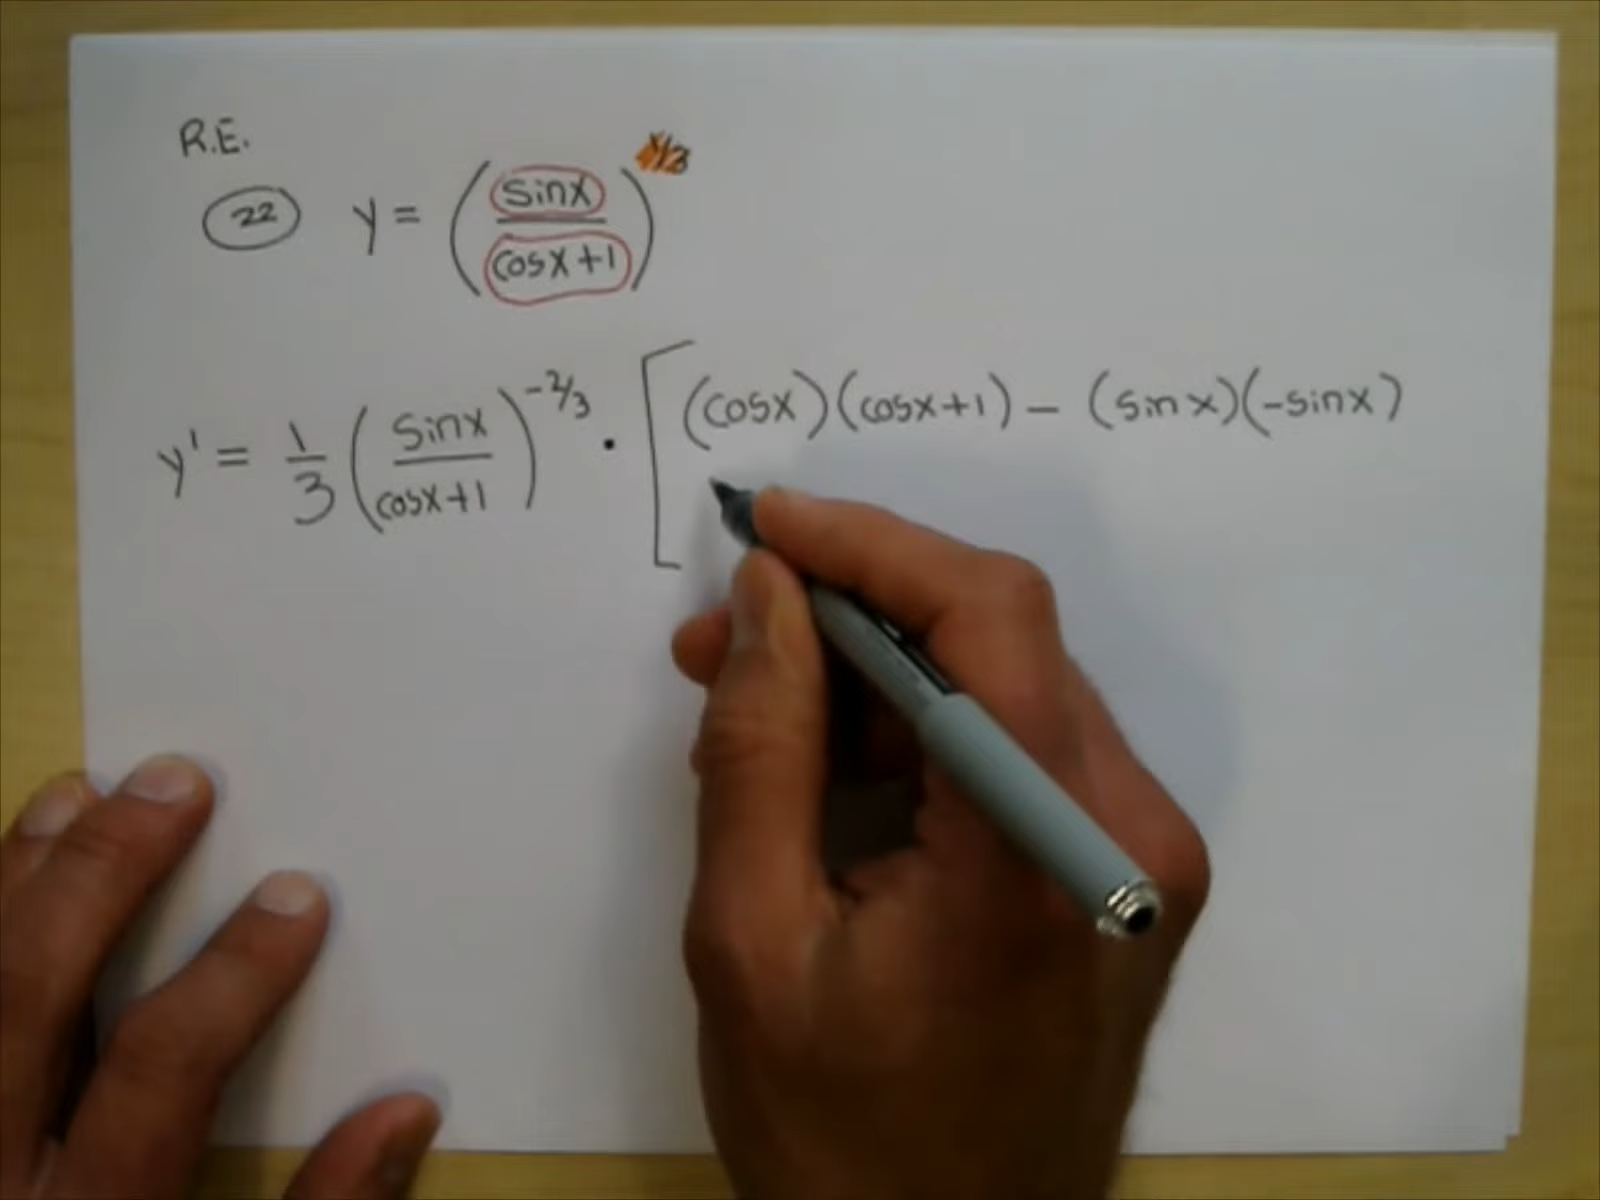 R.E.
22 y = (sinx / cosx+1)^1/3
y' = 1/3 (sinx / cosx+1)^-2/3 · [(cosx)(cosx+1) - (sinx)(-sinx)